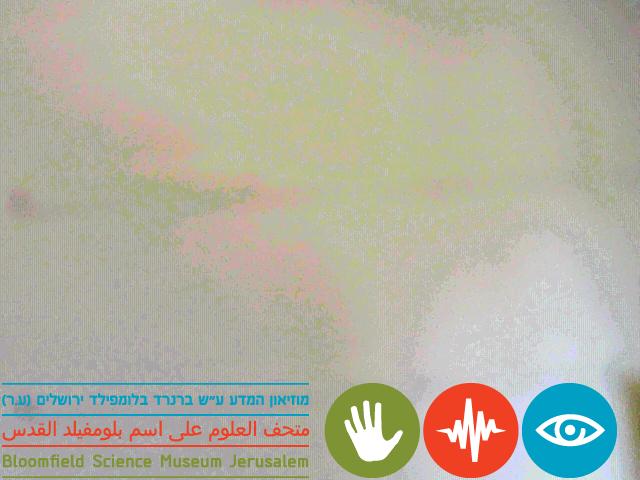 מוזיאון המדע ע״ש ברנרד בלומפילד ירושלים (ע.ר)
متحف العلوم على اسم بلومفيلد القدس
Bloomfield Science Museum Jerusalem